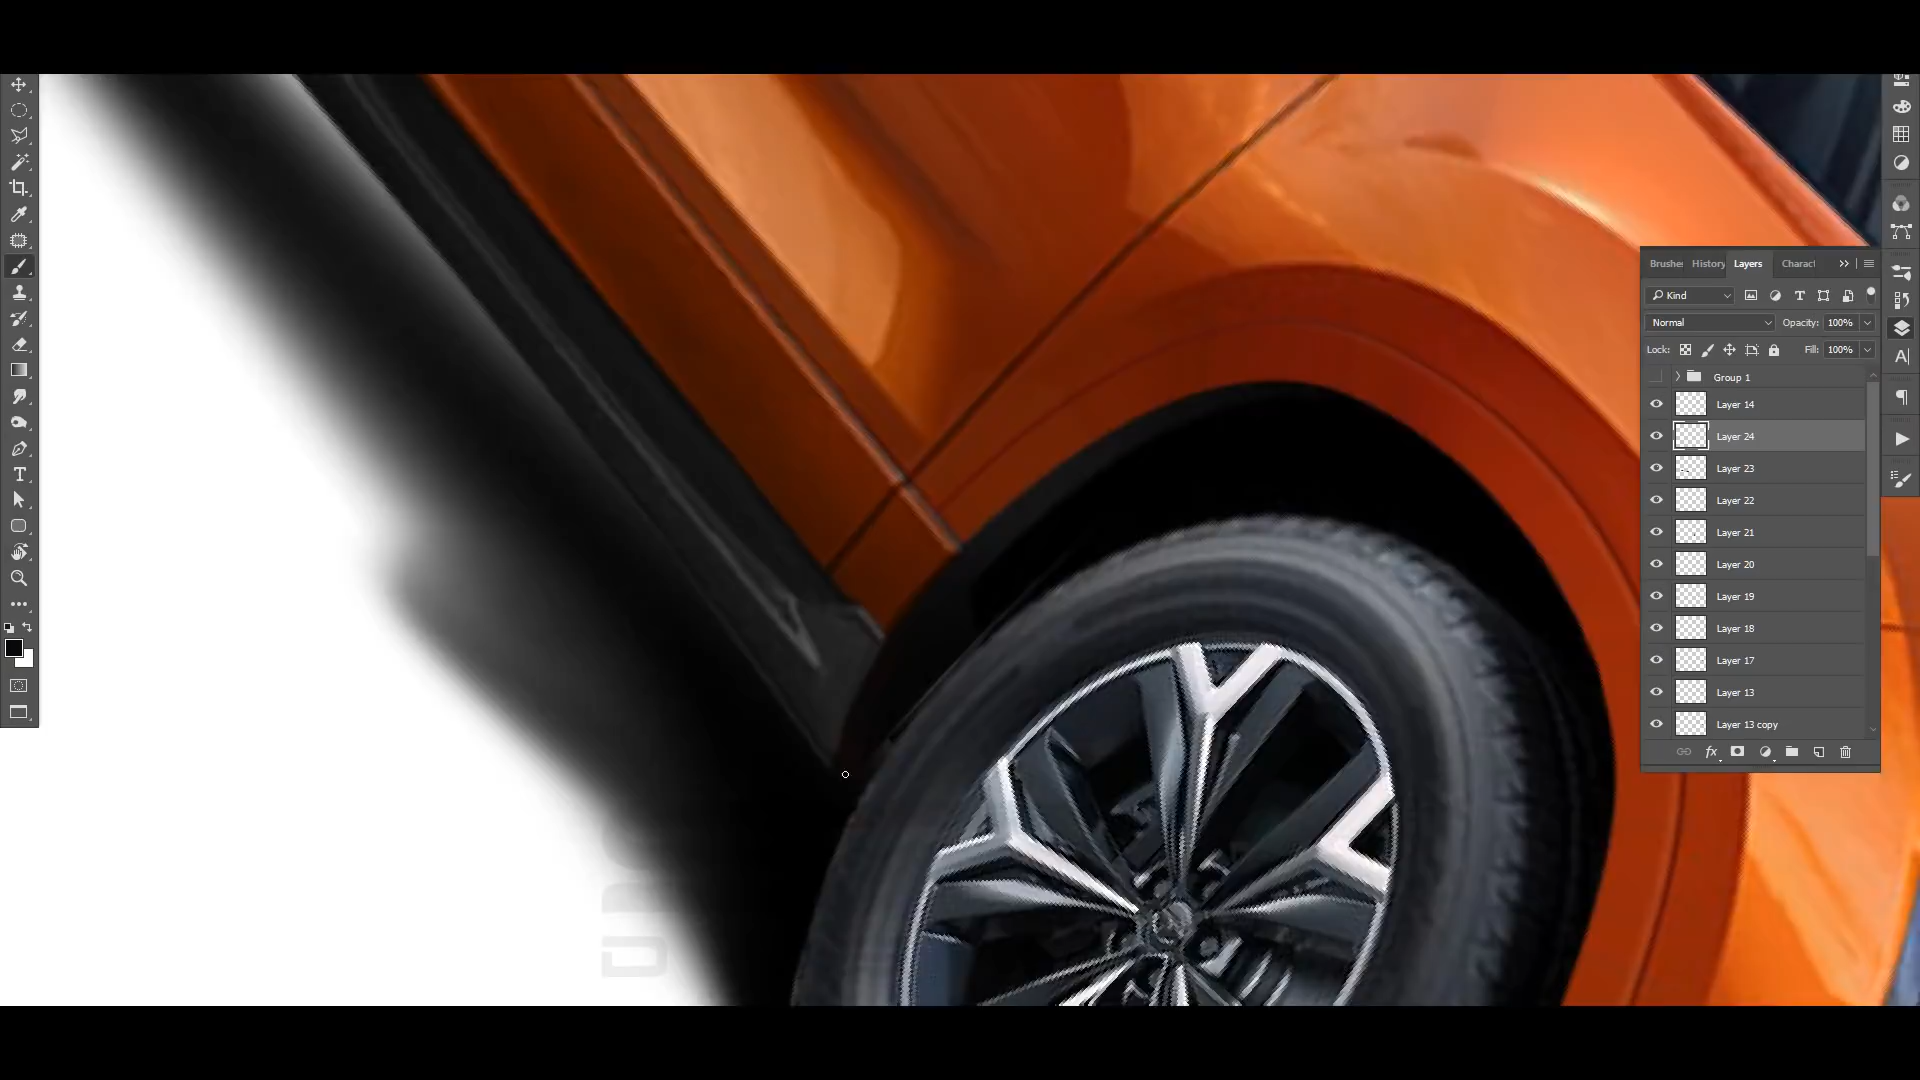 Brushe History Layers Charact
Kind
Normal Opacity: 100%
Lock: Fill: 100%
Group 1
Layer 14
Layer 24
Layer 23
Layer 22
Layer 21
Layer 20
Layer 19
Layer 18
Layer 17
Layer 13
Layer 13 copy